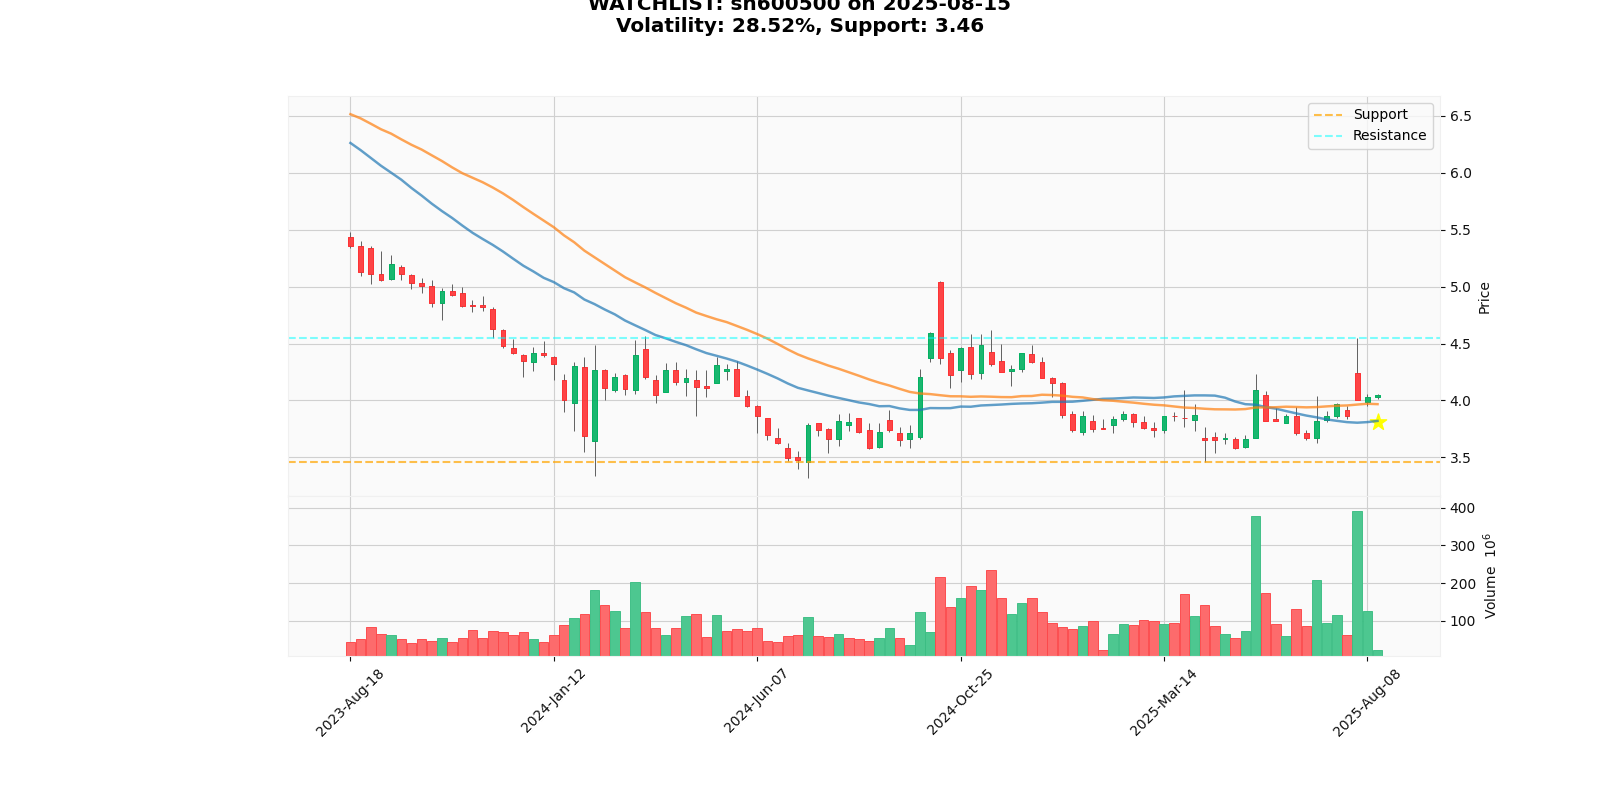 WATCHLIST: sh600500 on 2025-08-15
Volatility: 28.52%, Support: 3.46
Support
Resistance
6.5
6.0
5.5
5.0
4.5
4.0
3.5
Price
400
300
200
100
Volume 10^6
2023-Aug-18
2024-Jan-12
2024-Jun-07
2024-Oct-25
2025-Mar-14
2025-Aug-08